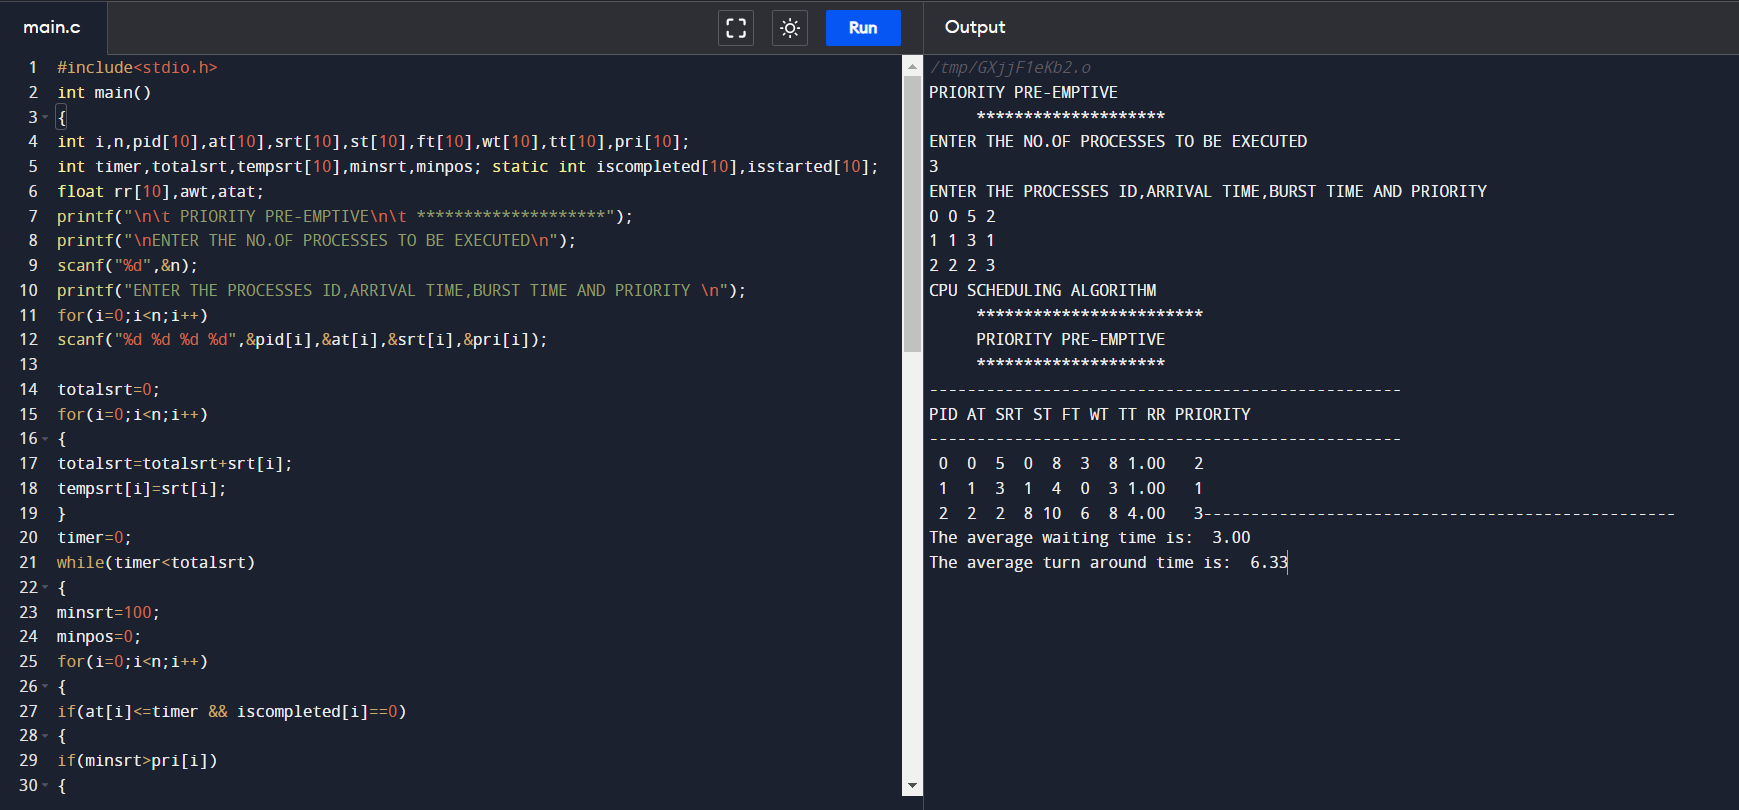 main.c
Run
1 #include<stdio.h>
2 int main()
3 {
4 int i,n,pid[10],at[10],srt[10],st[10],ft[10],wt[10],tt[10],pri[10];
5 int timer,totalsrt,tempsrt[10],minsrt,minpos; static int iscompleted[10],isstarted[10];
6 float rr[10],awt,atat;
7 printf("\n\t PRIORITY PRE-EMPTIVE\n\t ********************");
8 printf("\nENTER THE NO.OF PROCESSES TO BE EXECUTED\n");
9 scanf("%d",&n);
10 printf("ENTER THE PROCESSES ID,ARRIVAL TIME,BURST TIME AND PRIORITY \n");
11 for(i=0;i<n;i++)
12 scanf("%d %d %d %d",&pid[i],&at[i],&srt[i],&pri[i]);
13
14 totalsrt=0;
15 for(i=0;i<n;i++)
16 {
17 totalsrt=totalsrt+srt[i];
18 tempsrt[i]=srt[i];
19 }
20 timer=0;
21 while(timer<totalsrt)
22 {
23 minsrt=100;
24 minpos=0;
25 for(i=0;i<n;i++)
26 {
27 if(at[i]<=timer && iscompleted[i]==0)
28 {
29 if(minsrt>pri[i])
30 {
Output
/tmp/GXjjF1eKb2.o
PRIORITY PRE-EMPTIVE
********************
ENTER THE NO.OF PROCESSES TO BE EXECUTED
3
ENTER THE PROCESSES ID,ARRIVAL TIME,BURST TIME AND PRIORITY
0 0 5 2
1 1 3 1
2 2 2 3
CPU SCHEDULING ALGORITHM
************************
PRIORITY PRE-EMPTIVE
********************
--------------------------------------------------
PID AT SRT ST FT WT TT RR PRIORITY
--------------------------------------------------
0 0 5 0 8 3 8 1.00 2
1 1 3 1 4 0 3 1.00 1
2 2 2 8 10 6 8 4.00 3--------------------------------------------------
The average waiting time is: 3.00
The average turn around time is: 6.33